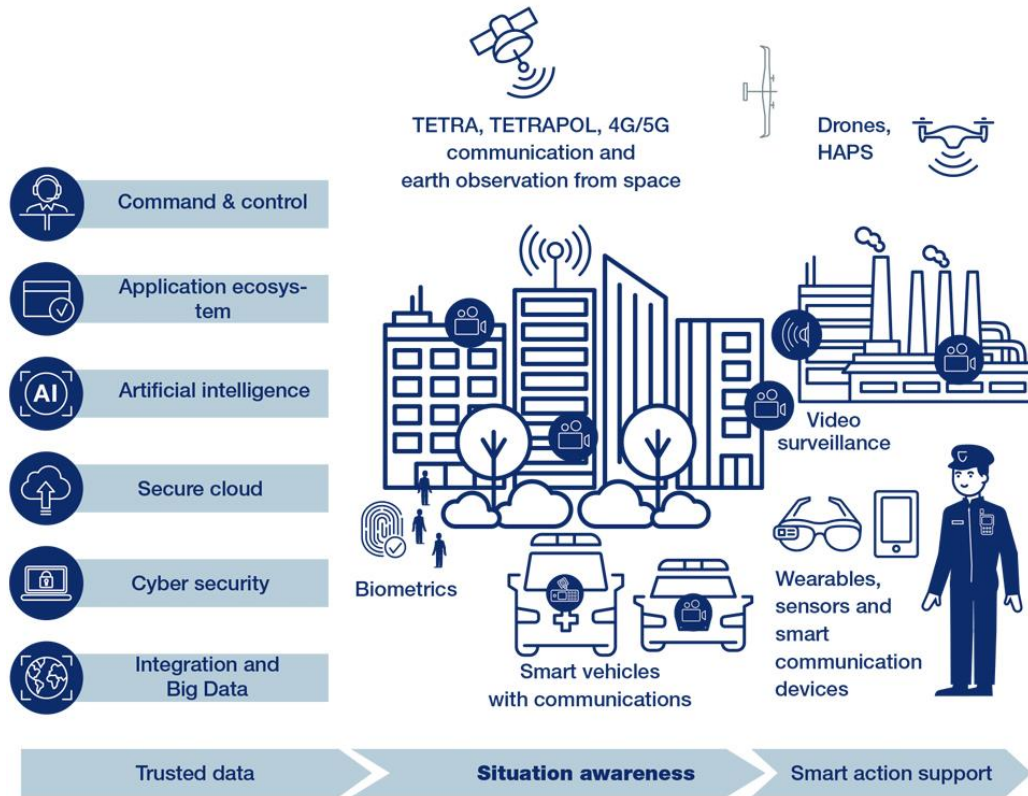 TETRA, TETRAPOL, 4G/5G
communication and
earth observation from space
Drones,
HAPS
Command & control
Application ecosys-
tem
AI
Artificial intelligence
Secure cloud
Cyber security
Integration and
Big Data
Video
surveillance
Biometrics
Smart vehicles
with communications
Wearables,
sensors and
smart
communication
devices
Trusted data
Situation awareness
Smart action support